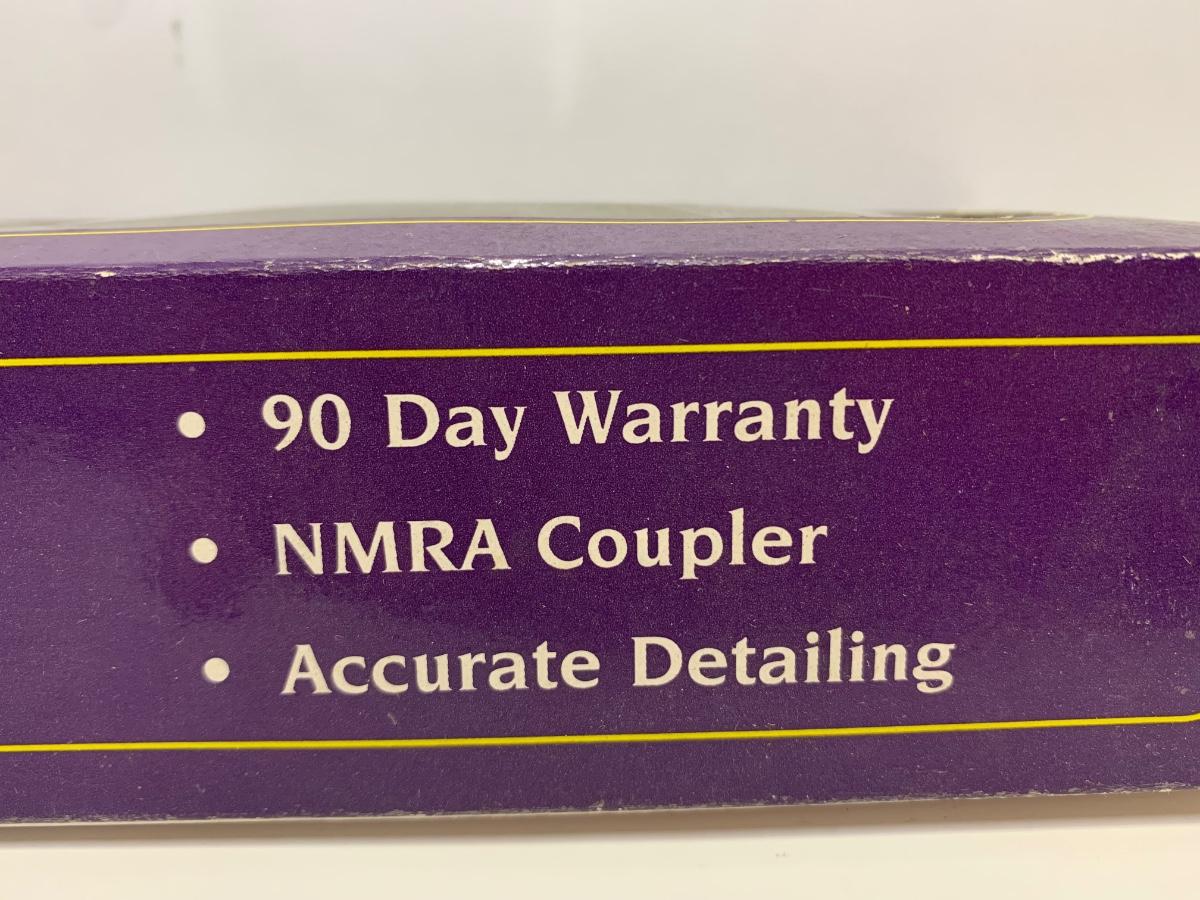 • 90 Day Warranty
• NMRA Coupler
• Accurate Detailing